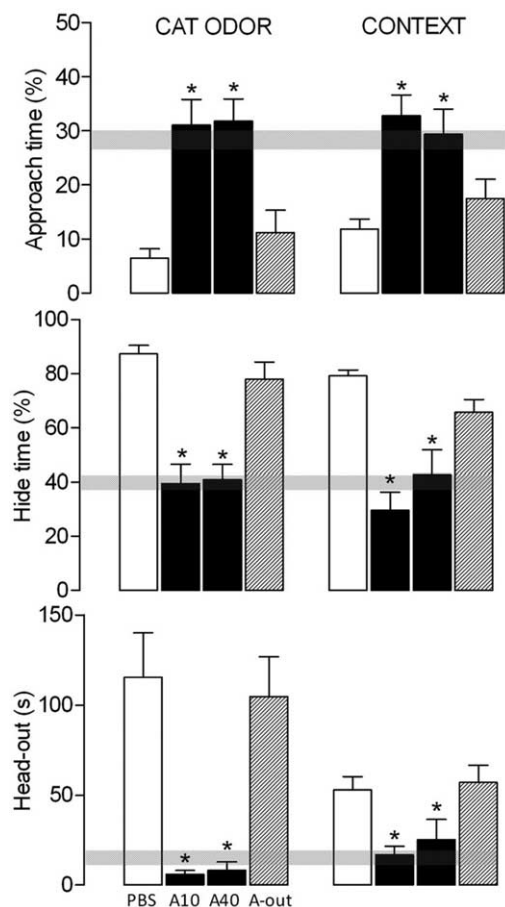 CAT ODOR CONTEXT
Approach time (%)
50
40
30
20
10
0
* * * *
Hide time (%)
100
80
60
40
20
0
* * * *
Head-out (s)
150
100
50
0
* * * *
PBS A10 A40 A-out